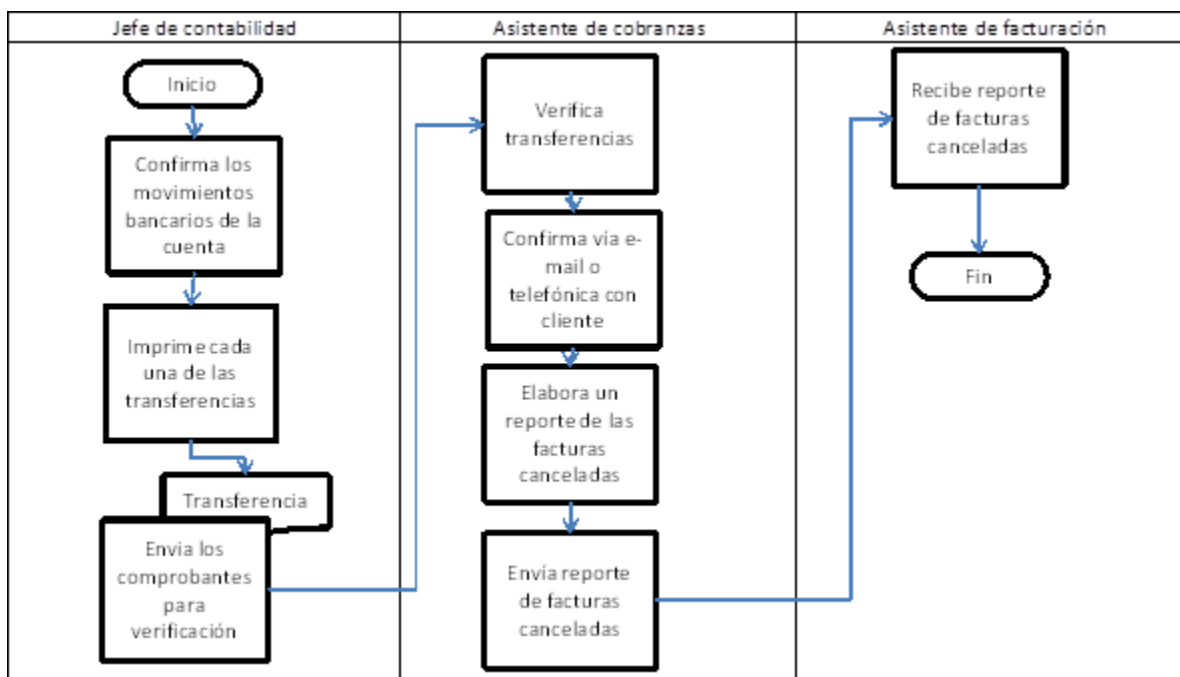 Jefe de contabilidad
Asistente de cobranzas
Asistente de facturación
Inicio
Confirma los
movimientos
bancarios de la
cuenta
Imprime cada
una de las
transferencias
Transferencia
Envia los
comprobantes
para
verificación
Verifica
transferencias
Confirma vía e-
mail o
telefónica con
cliente
Elabora un
reporte de las
facturas
canceladas
Envía reporte
de facturas
canceladas
Recibe reporte
de facturas
canceladas
Fin